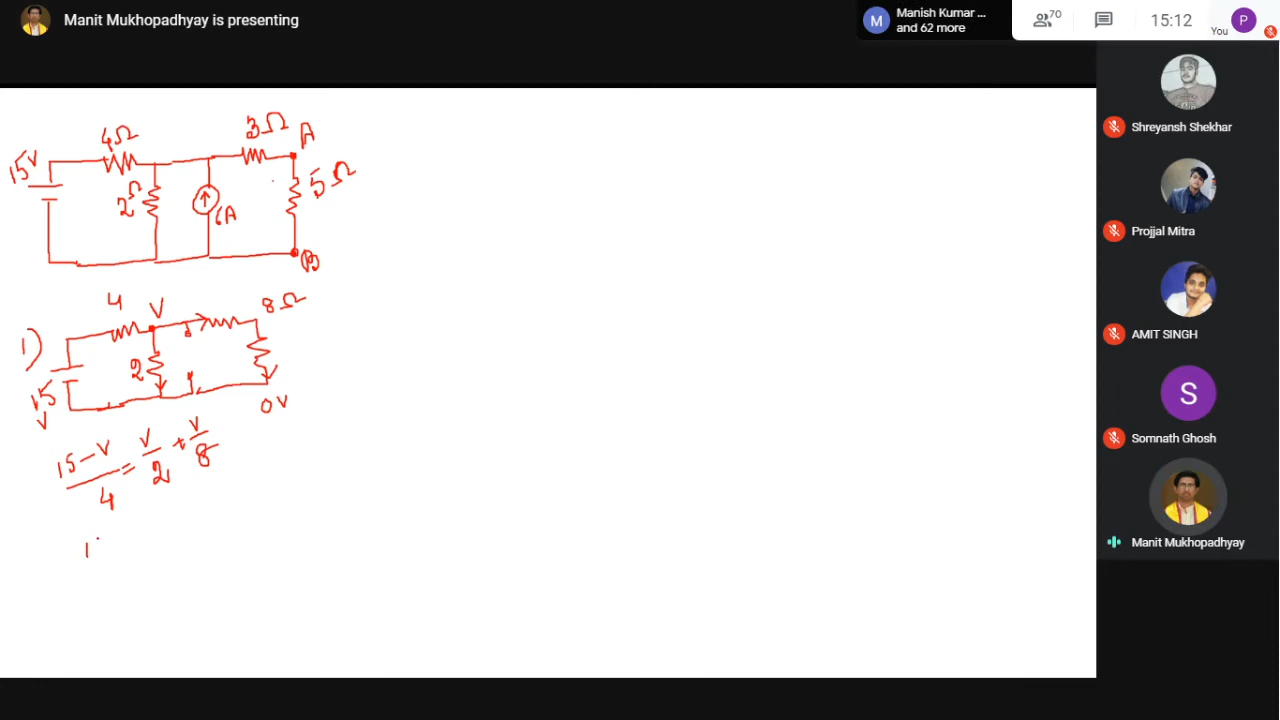 Manit Mukhopadhyay is presenting
M
Manish Kumar ...
and 62 more
70
15:12
You
P
Shreyansh Shekhar
Projjal Mitra
AMIT SINGH
S
Somnath Ghosh
Manit Mukhopadhyay
15V
4Ω
3Ω
A
2Ω
6A
5Ω
B
1)
4
V
8Ω
15
V
2
0V
15-V/4 = V/2 + V/8